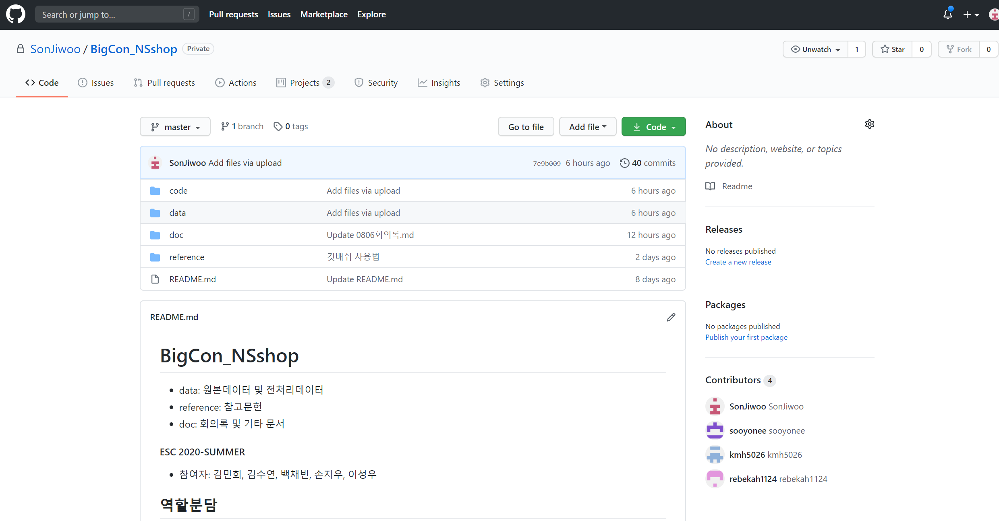 Search or jump to... /
Pull requests Issues Marketplace Explore
SonJiwoo / BigCon_NSshop Private
Unwatch 1 Star 0 Fork 0
Code Issues Pull requests Actions Projects 2 Security Insights Settings
master 1 branch 0 tags Go to file Add file Code
SonJiwoo Add files via upload 7e9b009 6 hours ago 40 commits
code Add files via upload 6 hours ago
data Add files via upload 6 hours ago
doc Update 0806회의록.md 12 hours ago
reference 깃배쉬 사용법 2 days ago
README.md Update README.md 8 days ago
README.md
BigCon_NSshop
data: 원본데이터 및 전처리데이터
reference: 참고문헌
doc: 회의록 및 기타 문서
ESC 2020-SUMMER
참여자: 김민회, 김수연, 백채빈, 손지우, 이성우
역할분담
About
No description, website, or topics
provided.
Readme
Releases
No releases published
Create a new release
Packages
No packages published
Publish your first package
Contributors 4
SonJiwoo SonJiwoo
sooyonee sooyonee
kmh5026 kmh5026
rebekah1124 rebekah1124